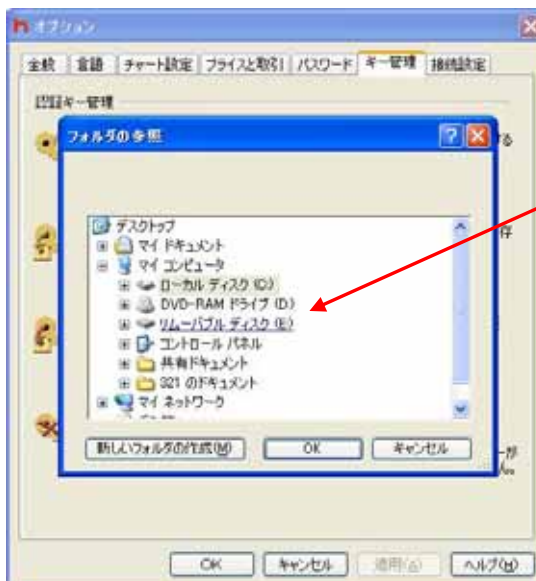 オプション
全般 言語 チャート設定 プライスと取引 パスワード キー管理 接続設定
認証キー管理
る
フォルダの参照
存
デスクトップ
マイ ドキュメント
マイ コンピュータ
ローカル ディスク (C)
DVD-RAM ドライブ (D)
リムーバブル ディスク (E)
コントロール パネル
共有ドキュメント
321 のドキュメント
マイ ネットワーク
新しいフォルダの作成(M) OK キャンセル
が
OK キャンセル 適用(A) ヘルプ(H)